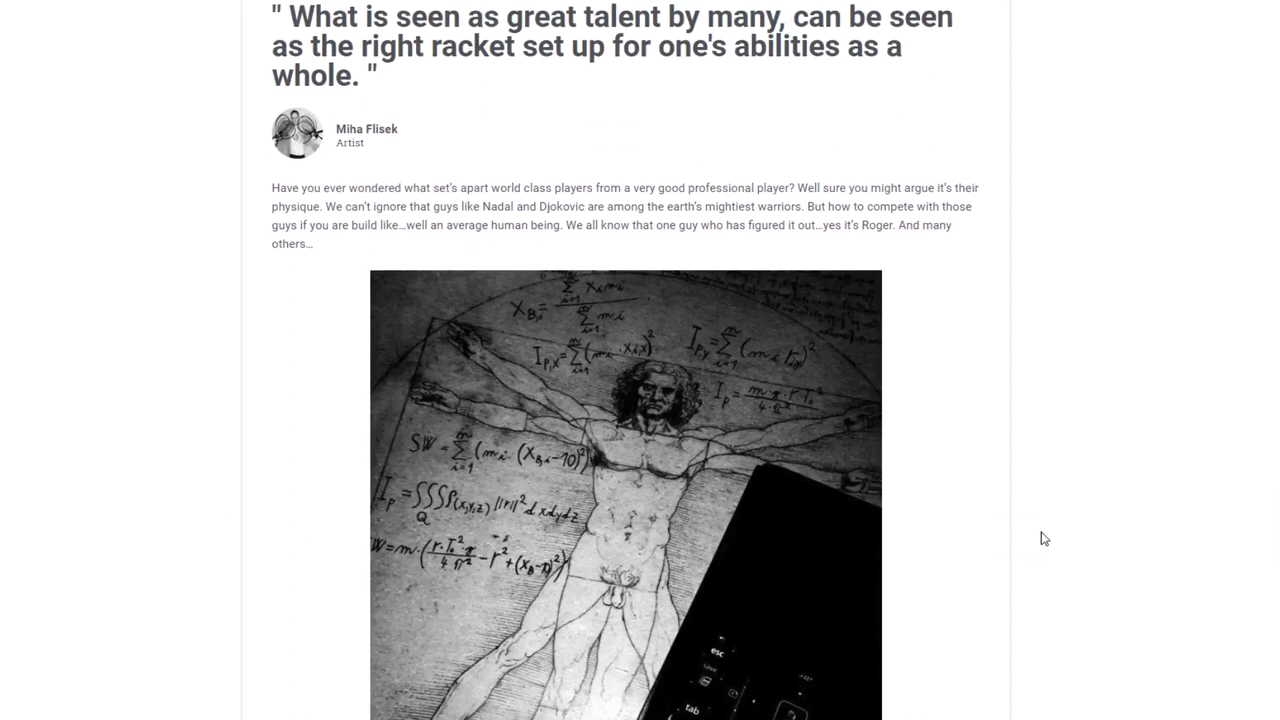 " What is seen as great talent by many, can be seen
as the right racket set up for one's abilities as a
whole. "
Miha Flisek
Artist
Have you ever wondered what set's apart world class players from a very good professional player? Well sure you might argue it's their
physique. We can't ignore that guys like Nadal and Djokovic are among the earth's mightiest warriors. But how to compete with those
guys if you are build like…well an average human being. We all know that one guy who has figured it out…yes it's Roger. And many
others…
esc
save
tab